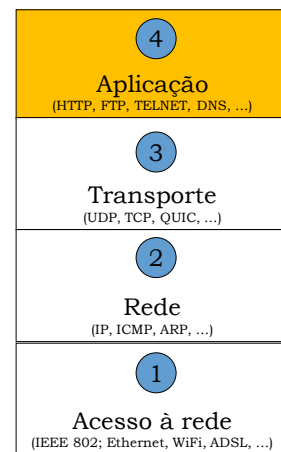 4
Aplicação
(HTTP, FTP, TELNET, DNS, ...)
3
Transporte
(UDP, TCP, QUIC, ...)
2
Rede
(IP, ICMP, ARP, ...)
1
Acesso à rede
(IEEE 802; Ethernet, WiFi, ADSL, ...)